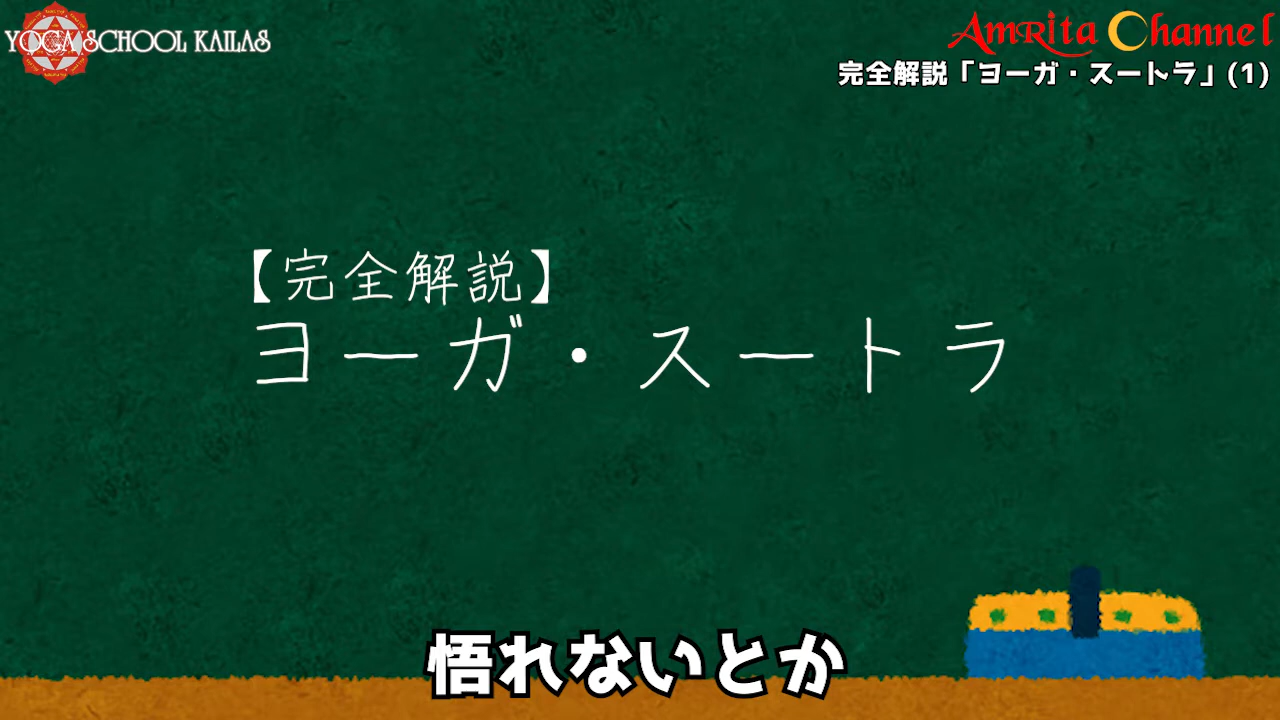 YOGA SCHOOL KAILAS
Amrita Channel
完全解説「ヨーガ・スートラ」(1)
【完全解説】
ヨーガ・スートラ
悟れないとか